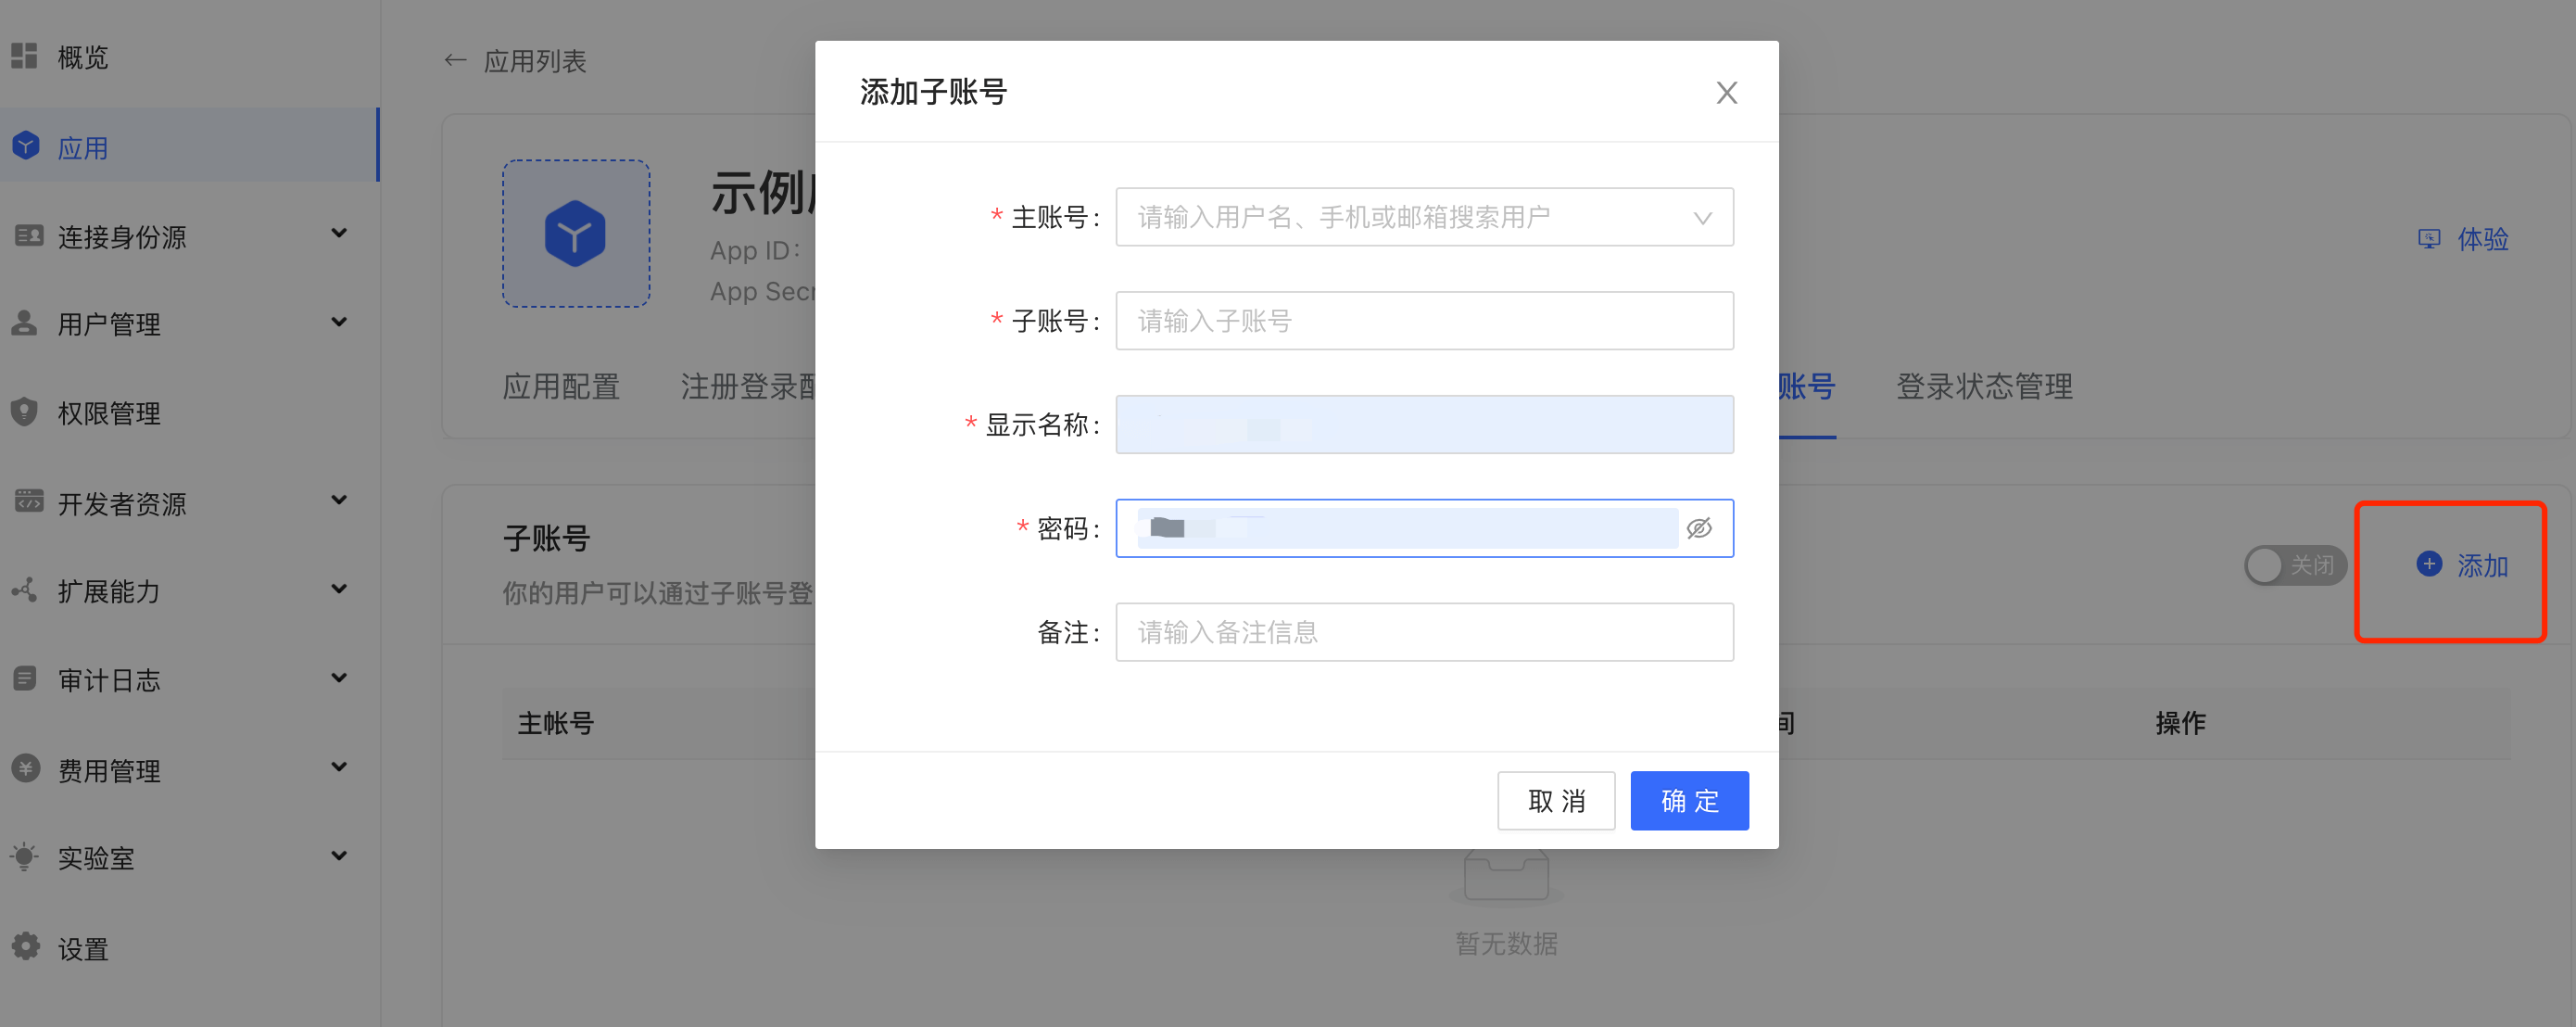 概览
应用
连接身份源
用户管理
权限管理
开发者资源
扩展能力
审计日志
费用管理
实验室
设置
← 应用列表
示例
App ID:
App Secr
体验
应用配置
注册登录配
账号
登录状态管理
子账号
你的用户可以通过子账号登
关闭
添加
主帐号
间
操作
暂无数据
添加子账号
* 主账号: 请输入用户名、手机或邮箱搜索用户
* 子账号: 请输入子账号
* 显示名称:
* 密码:
备注: 请输入备注信息
取 消
确 定